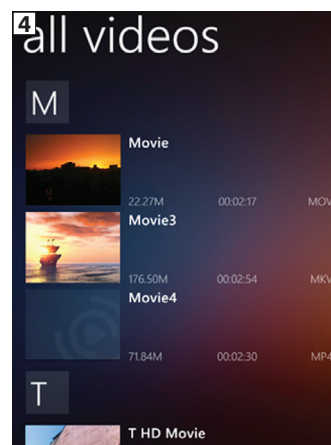 4
all videos
M
Movie
22.27M 00:02:17 MOV
Movie3
176.50M 00:02:54 MKV
Movie4
71.84M 00:02:30 MP4
T
T HD Movie